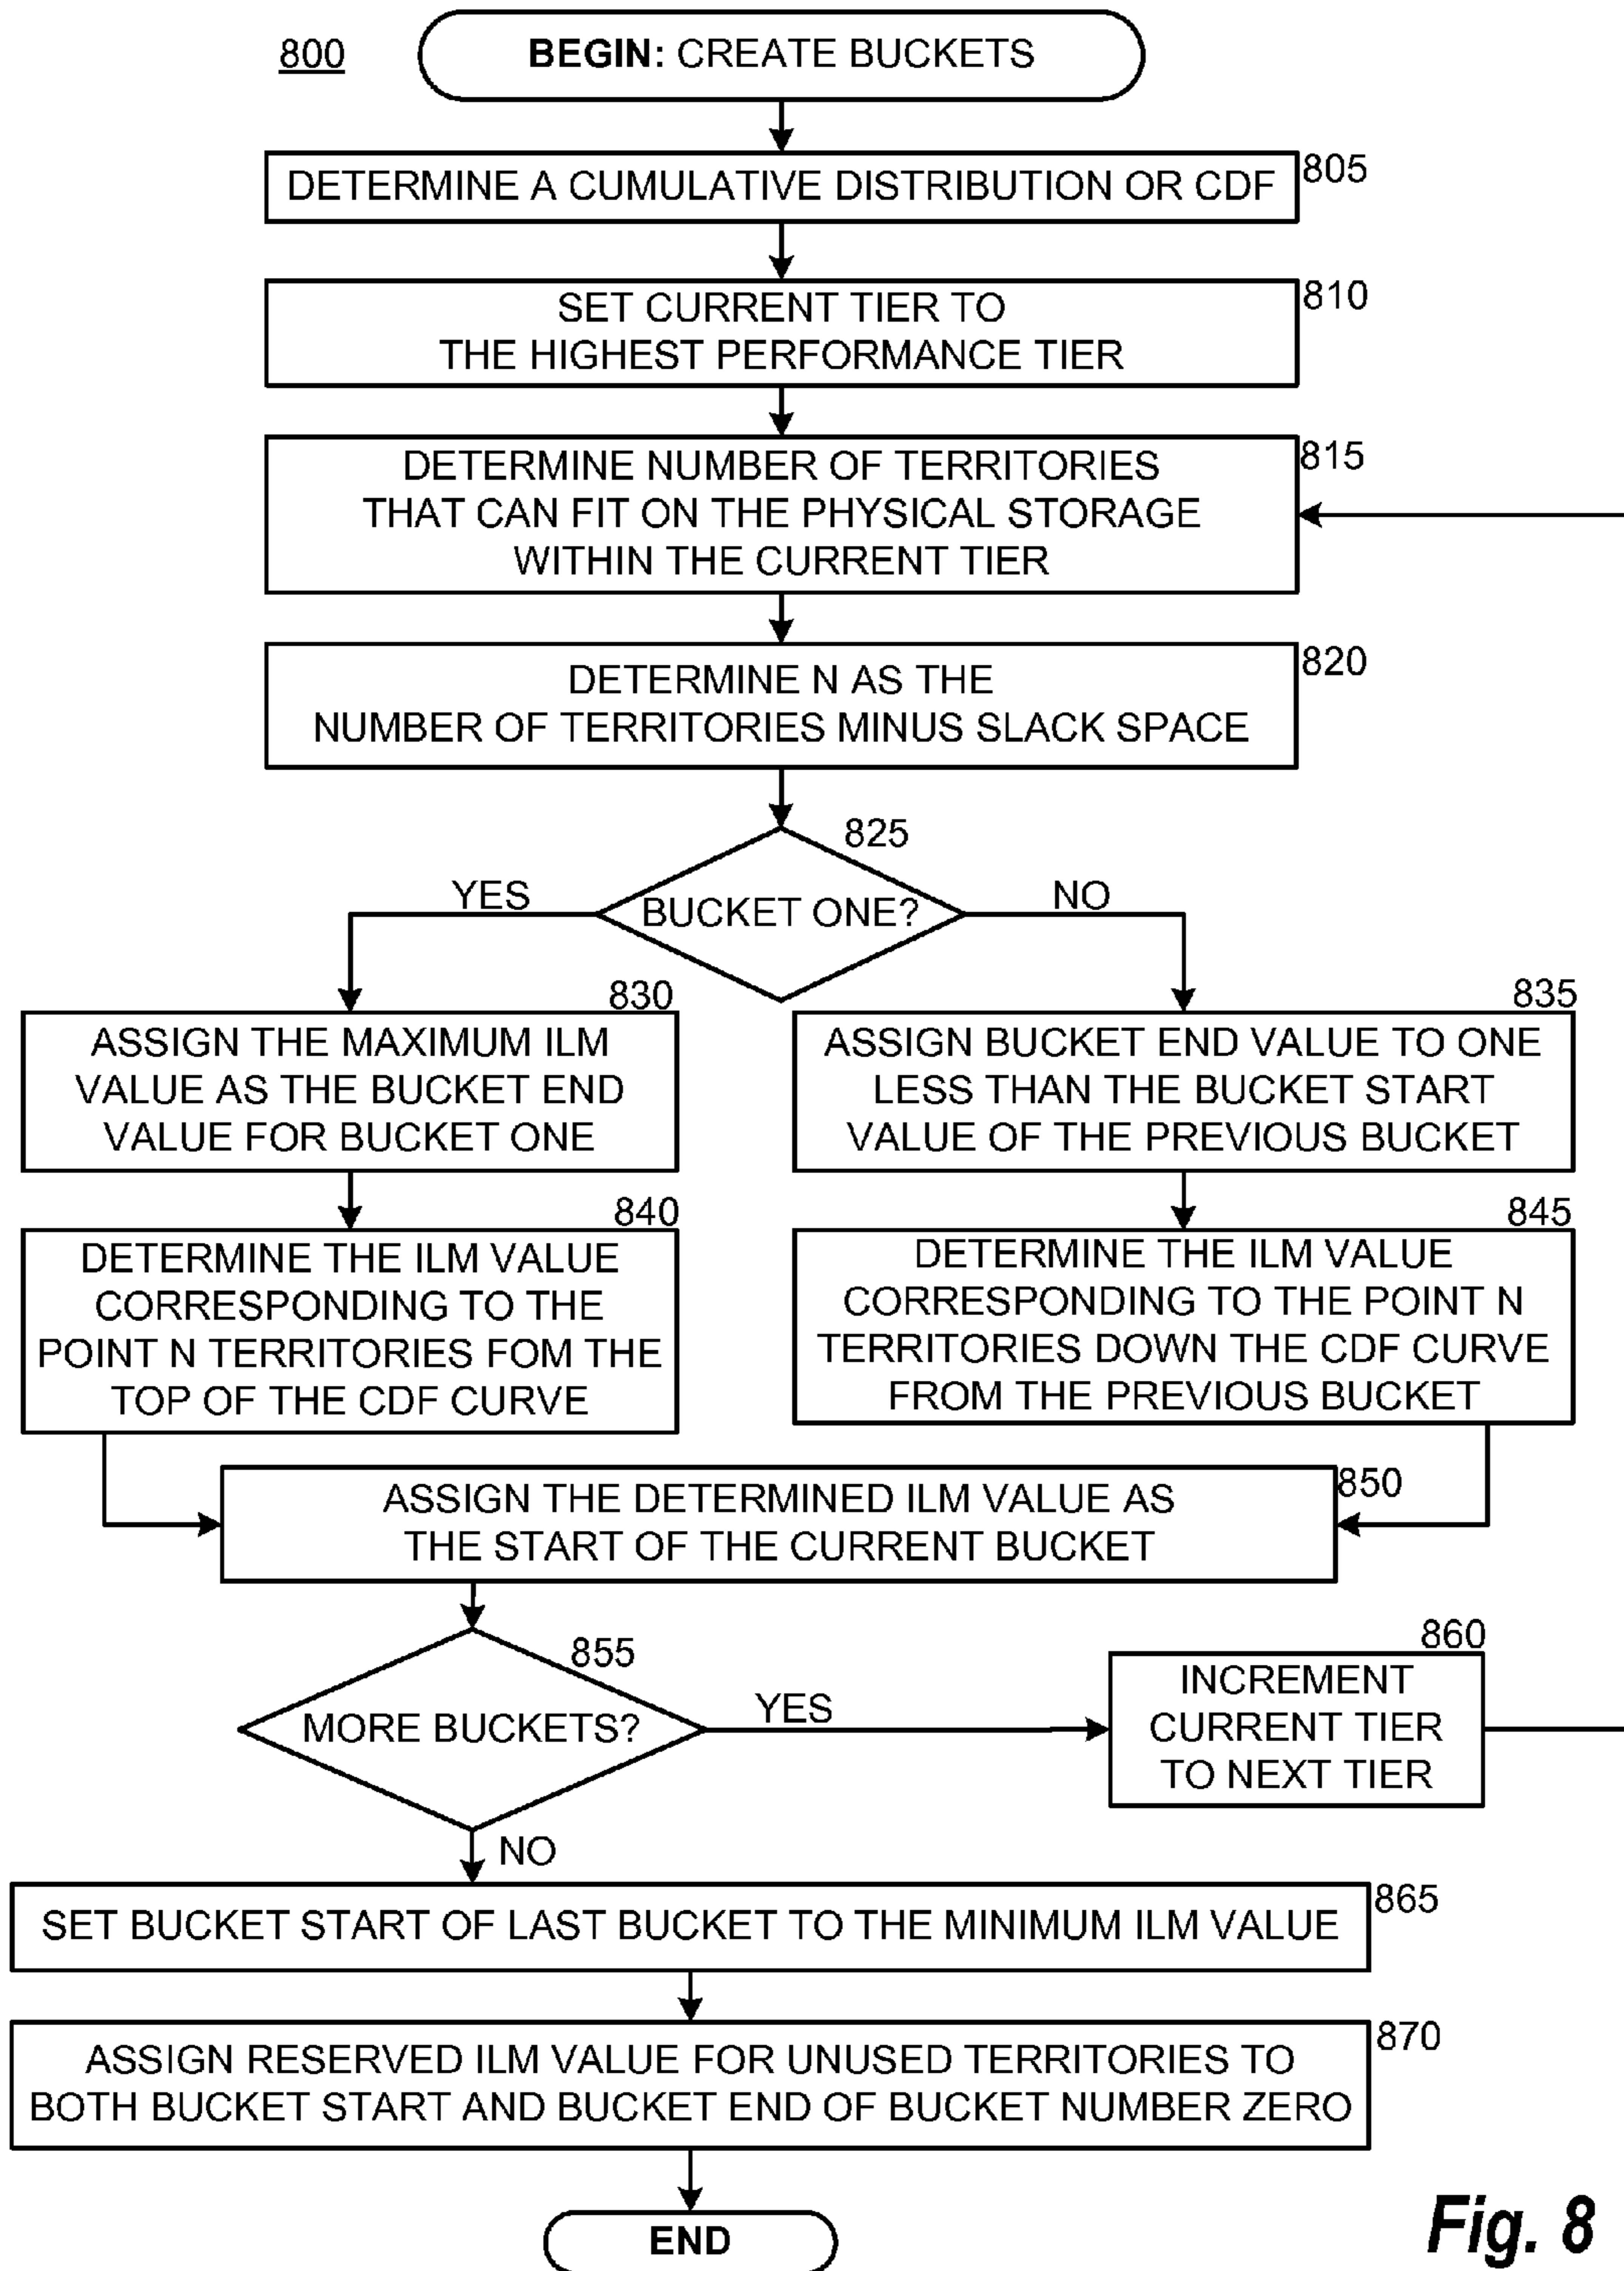 800
BEGIN: CREATE BUCKETS
DETERMINE A CUMULATIVE DISTRIBUTION OR CDF
805
SET CURRENT TIER TO
THE HIGHEST PERFORMANCE TIER
810
DETERMINE NUMBER OF TERRITORIES
THAT CAN FIT ON THE PHYSICAL STORAGE
WITHIN THE CURRENT TIER
815
DETERMINE N AS THE
NUMBER OF TERRITORIES MINUS SLACK SPACE
820
825
BUCKET ONE?
YES
NO
830
ASSIGN THE MAXIMUM ILM
VALUE AS THE BUCKET END
VALUE FOR BUCKET ONE
835
ASSIGN BUCKET END VALUE TO ONE
LESS THAN THE BUCKET START
VALUE OF THE PREVIOUS BUCKET
840
DETERMINE THE ILM VALUE
CORRESPONDING TO THE
POINT N TERRITORIES FOM THE
TOP OF THE CDF CURVE
845
DETERMINE THE ILM VALUE
CORRESPONDING TO THE POINT N
TERRITORIES DOWN THE CDF CURVE
FROM THE PREVIOUS BUCKET
ASSIGN THE DETERMINED ILM VALUE AS
THE START OF THE CURRENT BUCKET
850
855
MORE BUCKETS?
YES
860
INCREMENT
CURRENT TIER
TO NEXT TIER
NO
SET BUCKET START OF LAST BUCKET TO THE MINIMUM ILM VALUE
865
ASSIGN RESERVED ILM VALUE FOR UNUSED TERRITORIES TO
BOTH BUCKET START AND BUCKET END OF BUCKET NUMBER ZERO
870
END
Fig. 8